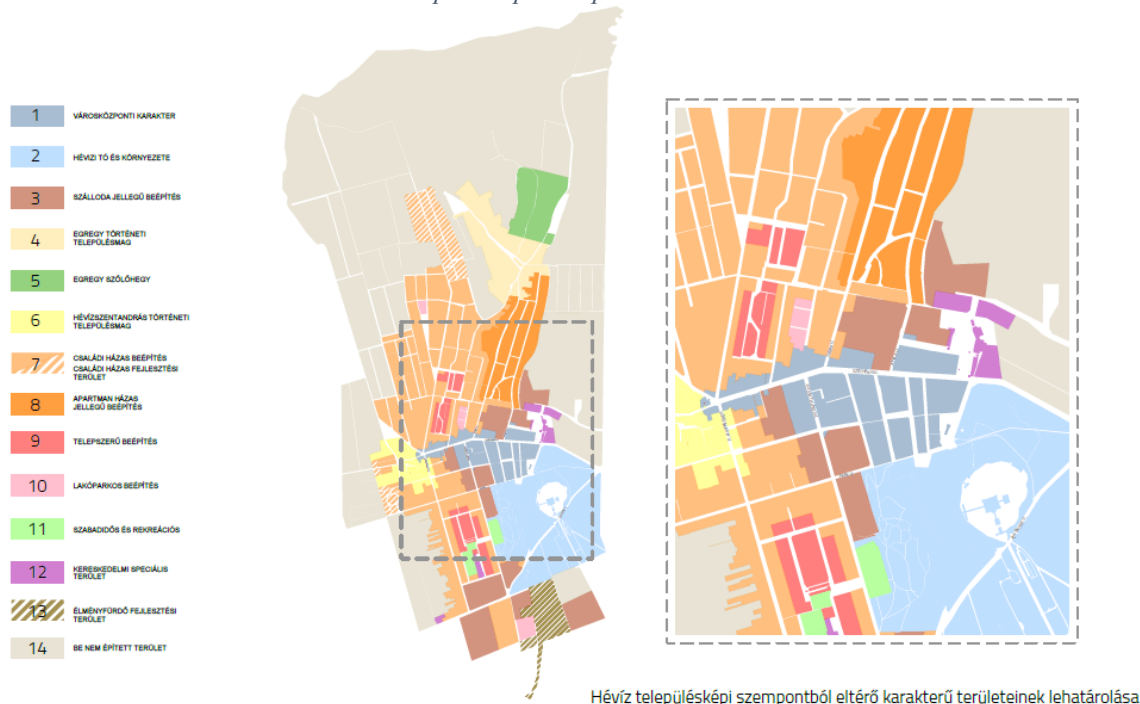 1 VÁROSKÖZPONTI KARAKTER
2 HÉVIZI TÓ ÉS KÖRNYEZETE
3 SZÁLLODA JELLEGŰ BEÉPÍTÉS
4 EGREGY TÖRTÉNETI
TELEPÜLÉSMAG
5 EGREGY SZŐLŐHEGY
6 HÉVÍZSZENTANDRÁS TÖRTÉNETI
TELEPÜLÉSMAG
7 CSALÁDI HÁZAS BEÉPÍTÉS
CSALÁDI HÁZAS FEJLESZTÉSI
TERÜLET
8 APARTMAN HÁZAS
JELLEGŰ BEÉPÍTÉS
9 TELEPSZERŰ BEÉPÍTÉS
10 LAKÓPARKOS BEÉPÍTÉS
11 SZABADIDŐS ÉS REKREÁCIÓS
12 KERESKEDELMI SPECIÁLIS
TERÜLET
13 ÉLMÉNYFÜRDŐ FEJLESZTÉSI
TERÜLET
14 BE NEM ÉPÍTETT TERÜLET
Hévíz településképi szempontból eltérő karakterű területeinek lehatárolása